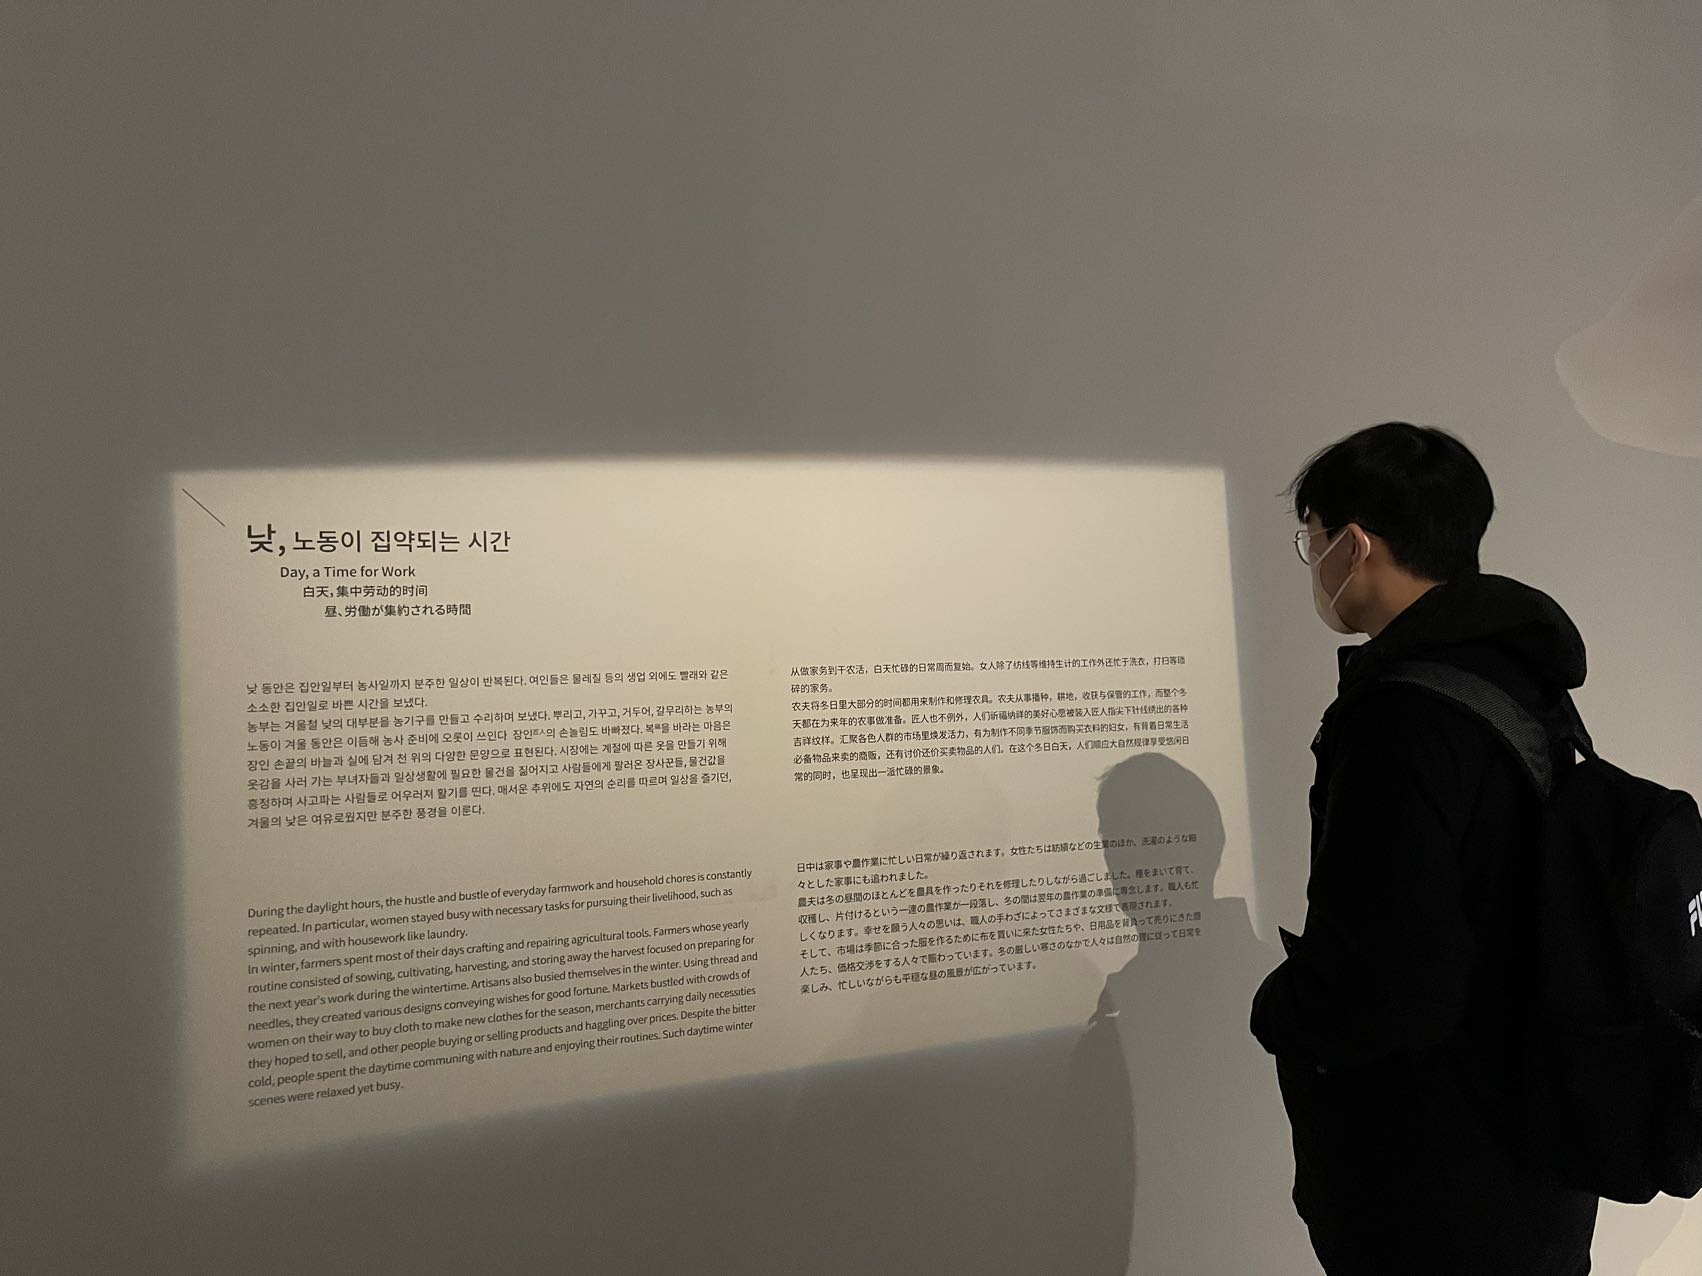 낮, 노동이 집약되는 시간
Day, a Time for Work
白天，集中劳动的时间
昼、労働が集約される時間
낮 동안은 집안일부터 농사일까지 분주한 일상이 반복된다. 여인들은 물레질 등의 생업 외에도 빨래와 같은
소소한 집안일로 바쁜 시간을 보냈다.
농부는 겨울철 낮의 대부분을 농기구를 만들고 수리하며 보냈다. 뿌리고, 가꾸고, 거두어, 갈무리하는 농부의
노동이 겨울 동안은 이듬해 농사 준비에 오롯이 쓰인다. 장인匠人의 손놀림도 바빠졌다. 복福을 바라는 마음은
장인 손끝의 바늘과 실에 담겨 천 위의 다양한 문양으로 표현된다. 시장에는 계절에 따른 옷을 만들기 위해
옷감을 사러 가는 부녀자들과 일상생활에 필요한 물건을 짊어지고 사람들에게 팔러온 장사꾼들, 물건값을
흥정하며 사고파는 사람들로 어우러져 활기를 띤다. 매서운 추위에도 자연의 순리를 따르며 일상을 즐기던,
겨울의 낮은 여유로웠지만 분주한 풍경을 이룬다.
During the daylight hours, the hustle and bustle of everyday farmwork and household chores is constantly
repeated. In particular, women stayed busy with necessary tasks for pursuing their livelihood, such as
spinning, and with housework like laundry.
In winter, farmers spent most of their days crafting and repairing agricultural tools. Farmers whose yearly
routine consisted of sowing, cultivating, harvesting, and storing away the harvest focused on preparing for
the next year's work during the wintertime. Artisans also busied themselves in the winter. Using thread and
needles, they created various designs conveying wishes for good fortune. Markets bustled with crowds of
women on their way to buy cloth to make new clothes for the season, merchants carrying daily necessities
they hoped to sell, and other people buying or selling products and haggling over prices. Despite the bitter
cold, people spent the daytime communing with nature and enjoying their routines. Such daytime winter
scenes were relaxed yet busy.
从做家务到干农活，白天忙碌的日常周而复始。女人除了纺线等维持生计的工作外还忙于洗衣，打扫等琐
碎的家务。
农夫将冬日里大部分的时间都用来制作和修理农具。农夫从事播种，耕地，收获与保管的工作，而整个冬
天都在为来年的农事做准备。匠人也不例外，人们祈福纳祥的美好心愿被装入匠人指尖下针线绣出的各种
吉祥纹样。汇聚各色人群的市场里焕发活力，有为制作不同季节服饰而购买衣料的妇女，有背着日常生活
必备物品来卖的商贩，还有讨价还价买卖物品的人们。在这个冬日白天，人们顺应大自然规律享受悠闲日
常的同时，也呈现出一派忙碌的景象。
日中は家事や農作業に忙しい日常が繰り返されます。女性たちは紡績などの生業のほか、洗濯のような細
々とした家事にも追われました。
農夫は冬の昼間のほとんどを農具を作ったりそれを修理したりしながら過ごしました。種をまいて育て、
収穫し、片付けるという一連の農作業が一段落し、冬の間は翌年の農作業の準備に専念します。職人も忙
しくなります。幸せを願う人々の思いは、職人の手わざによってさまざまな文様で表現されます。
そして、市場は季節に合った服を作るために布を買いに来た女性たちや、日用品を背負って売りにきた商
人たち、価格交渉をする人々で賑わっています。冬の厳しい寒さのなかで人々は自然の理に従って日常を
楽しみ、忙しいながらも平穏な昼の風景が広がっています。